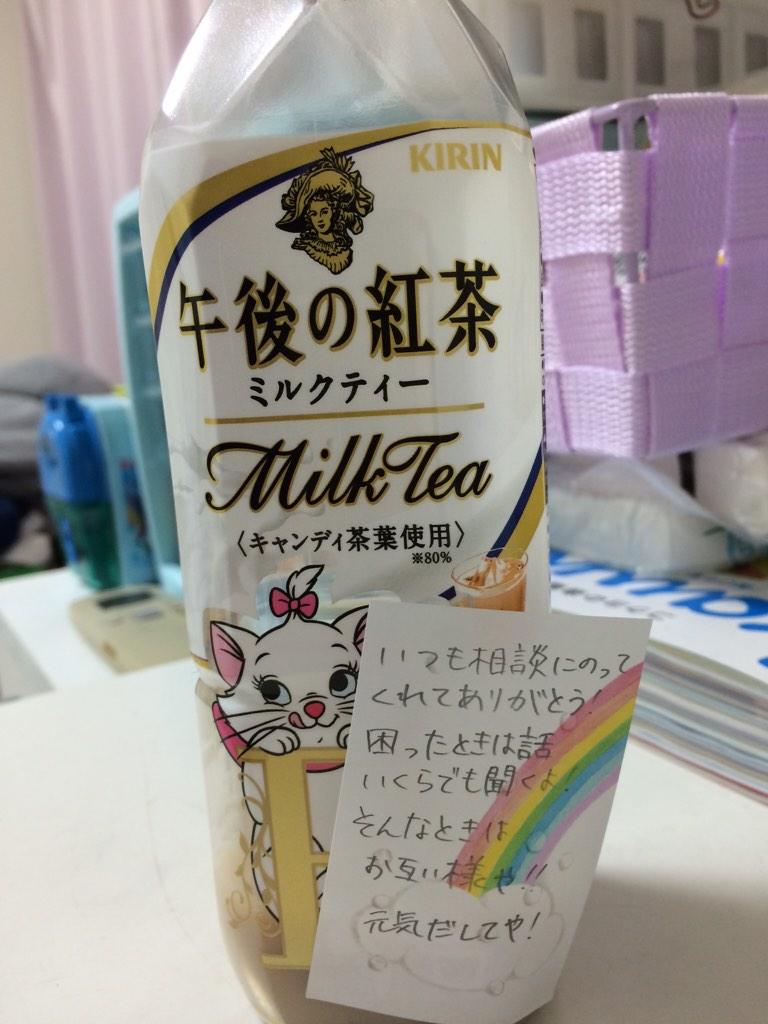 KIRIN
午後の紅茶
ミルクティー
Milk Tea
〈キャンディ茶葉使用〉
※80%
いつも相談にのって
くれてありがとう!
困ったときは話
いくらでも聞くよ!
そんなときは
お互い様や!!
元気だしてや!